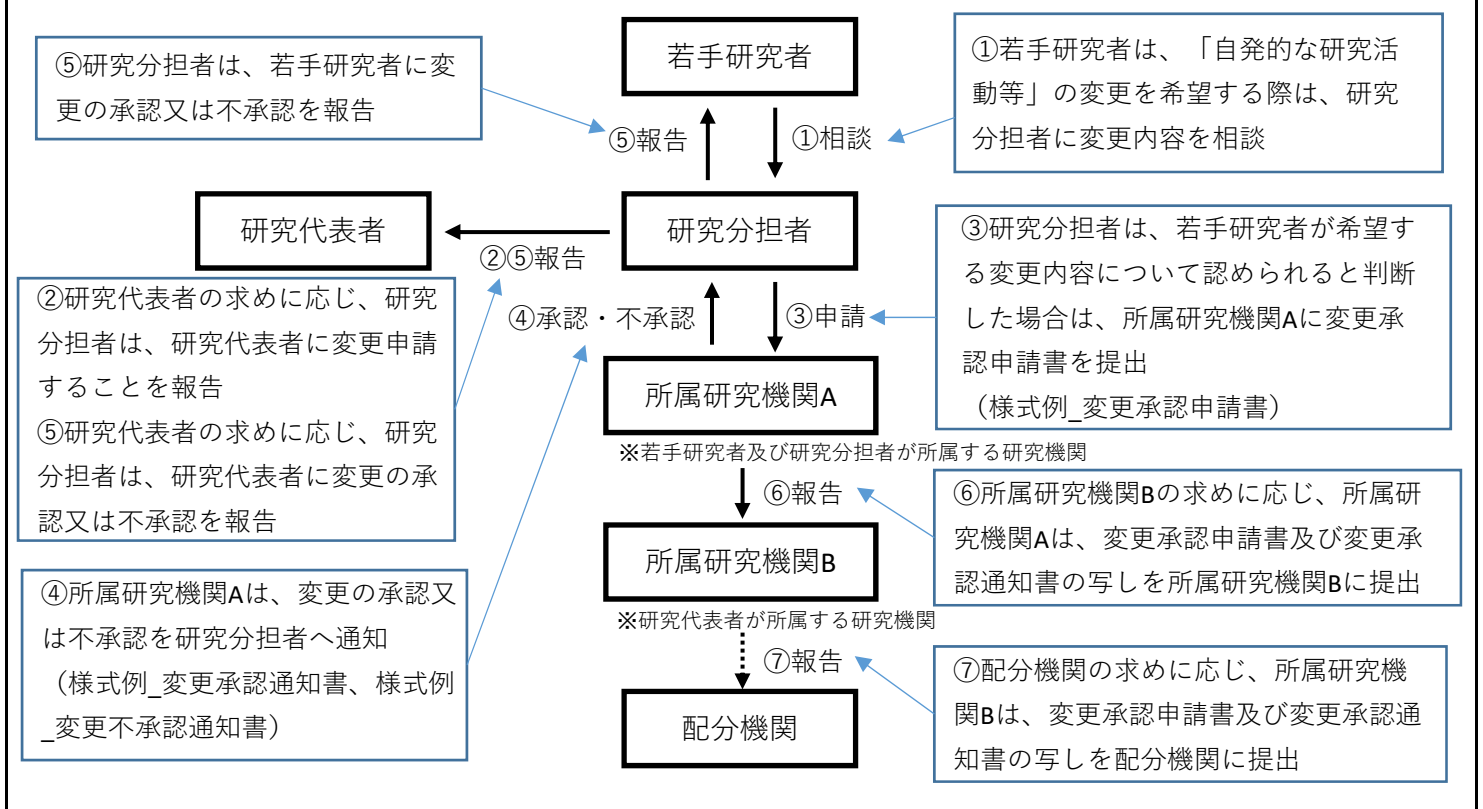 若手研究者
⑤研究分担者は、若手研究者に変
更の承認又は不承認を報告
①若手研究者は、「自発的な研究活
動等」の変更を希望する際は、研究
分担者に変更内容を相談
⑤報告
①相談
研究代表者
研究分担者
②⑤報告
③研究分担者は、若手研究者が希望す
る変更内容について認められると判断
した場合は、所属研究機関Aに変更承
認申請書を提出
（様式例_変更承認申請書）
②研究代表者の求めに応じ、研究
分担者は、研究代表者に変更申請
することを報告
⑤研究代表者の求めに応じ、研究
分担者は、研究代表者に変更の承
認又は不承認を報告
④承認・不承認
③申請
所属研究機関A
※若手研究者及び研究分担者が所属する研究機関
⑥報告
⑥所属研究機関Bの求めに応じ、所属研
究機関Aは、変更承認申請書及び変更承
認通知書の写しを所属研究機関Bに提出
所属研究機関B
※研究代表者が所属する研究機関
④所属研究機関Aは、変更の承認又
は不承認を研究分担者へ通知
（様式例_変更承認通知書、様式例
_変更不承認通知書）
⑦報告
⑦配分機関の求めに応じ、所属研究機
関Bは、変更承認申請書及び変更承認通
知書の写しを配分機関に提出
配分機関